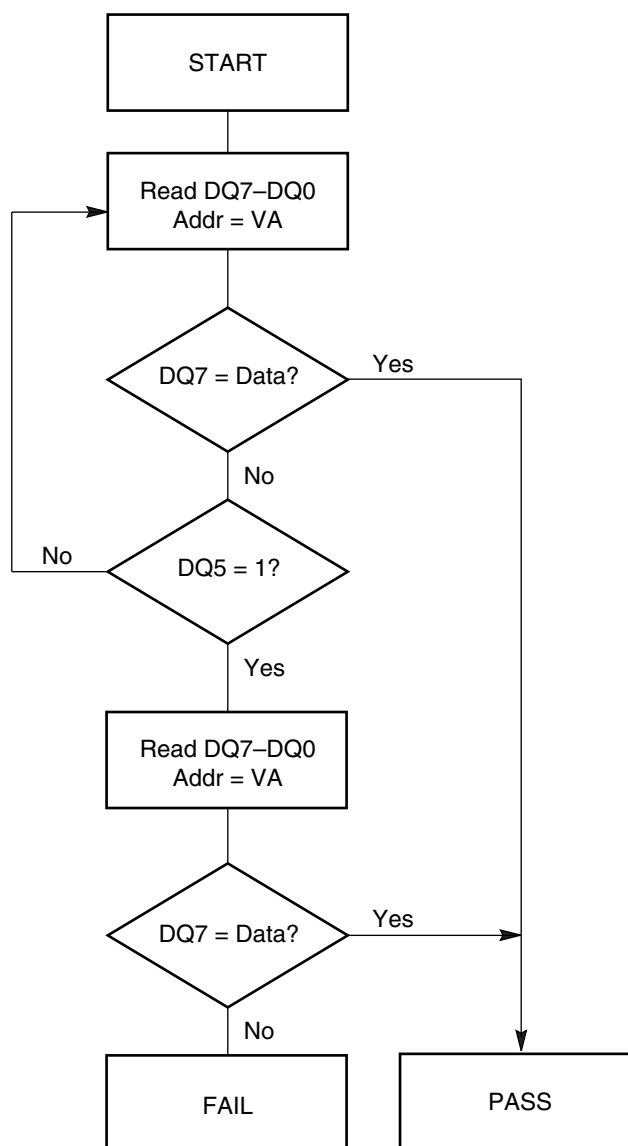 START
Read DQ7–DQ0
Addr = VA
DQ7 = Data?
Yes
No
No
DQ5 = 1?
Yes
Read DQ7–DQ0
Addr = VA
DQ7 = Data?
Yes
No
FAIL
PASS